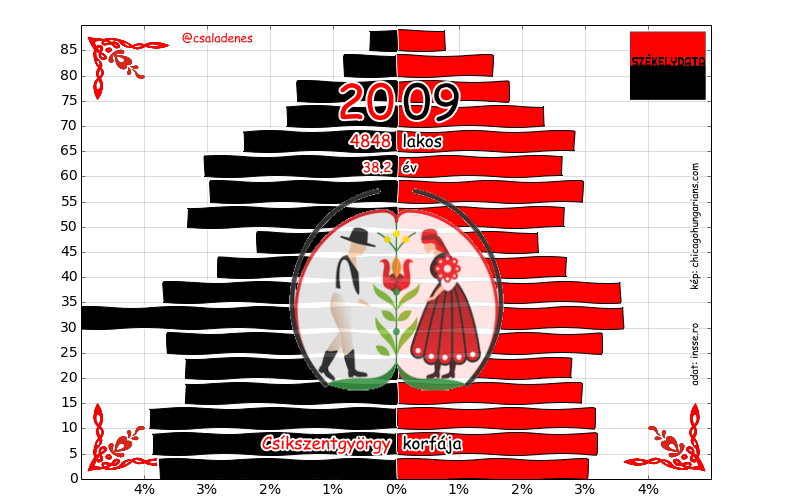 @csaladenes
SZÉKELYDATA
2009
4848 lakos
38,2 év
Csíkszentgyörgy korfája
kép: chicagohungarians.com
adat: insse.ro
85
80
75
70
65
60
55
50
45
40
35
30
25
20
15
10
5
0
4% 3% 2% 1% 0% 1% 2% 3% 4%